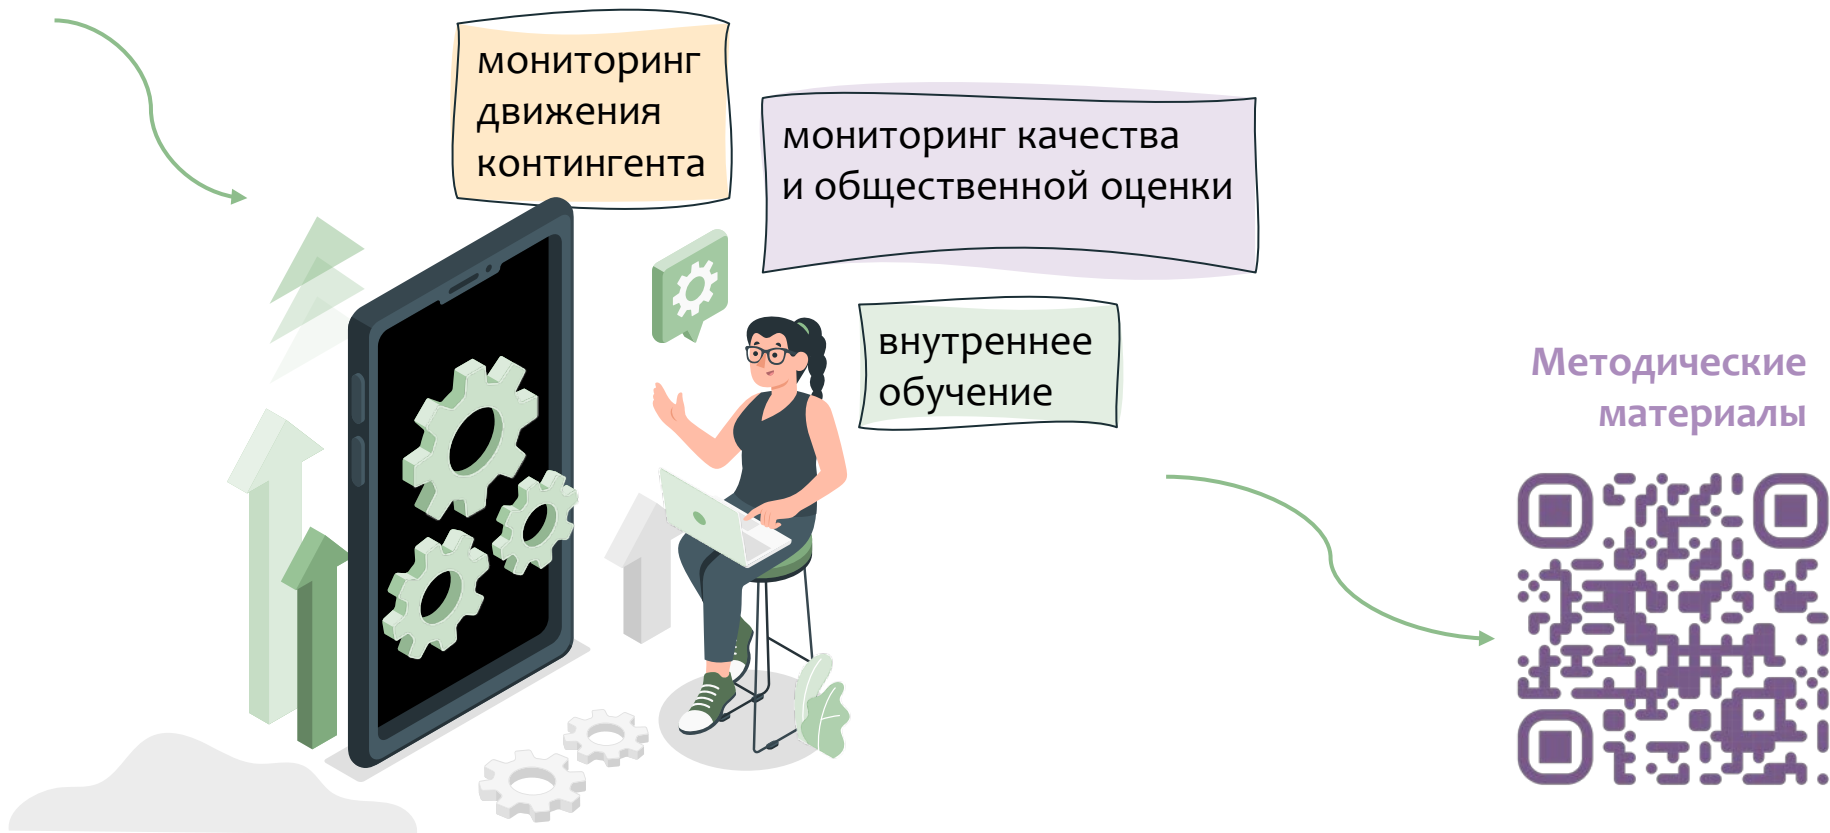 мониторинг
движения
контингента
мониторинг качества
и общественной оценки
внутреннее
обучение
Методические
материалы